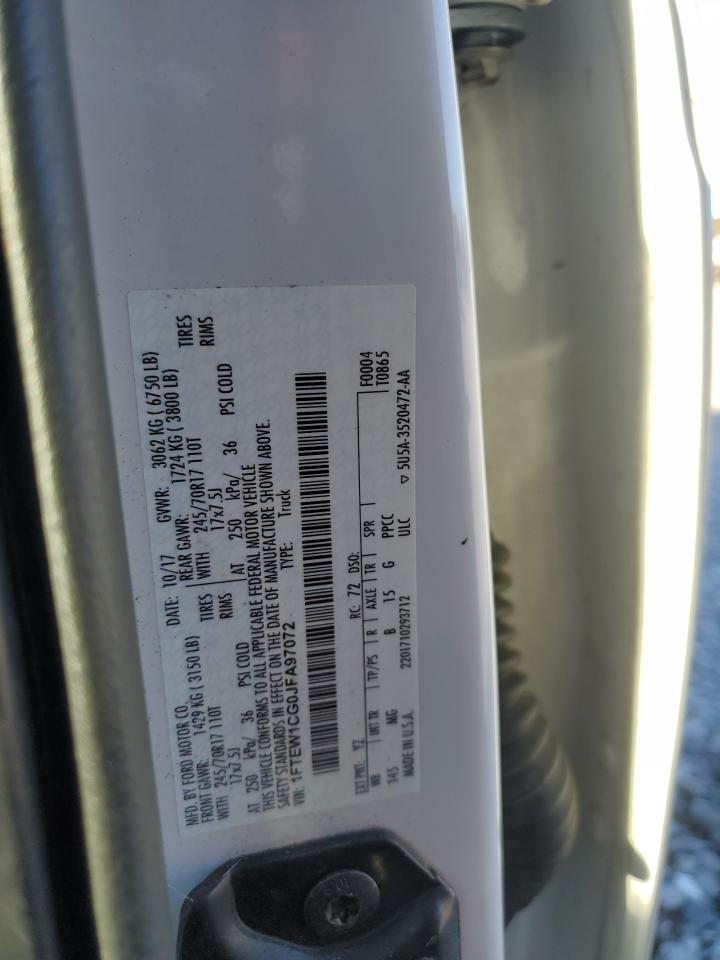 MFD. BY FORD MOTOR CO.
DATE: 10/17 GVWR: 3062 KG ( 6750 LB)
FRONT GAWR: 1429 KG ( 3150 LB) REAR GAWR: 1724 KG ( 3800 LB)
WITH 245/70R17 110T TIRES WITH 245/70R17 110T TIRES
17x7.5J RIMS 17x7.5J RIMS
AT 250 kPa/ 36 PSI COLD AT 250 kPa/ 36 PSI COLD
THIS VEHICLE CONFORMS TO ALL APPLICABLE FEDERAL MOTOR VEHICLE
SAFETY STANDARDS IN EFFECT ON THE DATE OF MANUFACTURE SHOWN ABOVE.
VIN: 1FTEW1CG0JFA97072 TYPE: Truck
EXT PNT: YZ RC: 72 DSO: F0004
WB INT TR TP/PS R AXLE TR SPR T0865
145 MG B 15 G PPCC
MADE IN U.S.A. 2201710293712 ULC ▽ 5U5A-3520472-AA